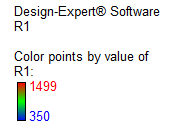 Design-Expert® Software
R1
Color points by value of
R1:
1499
350